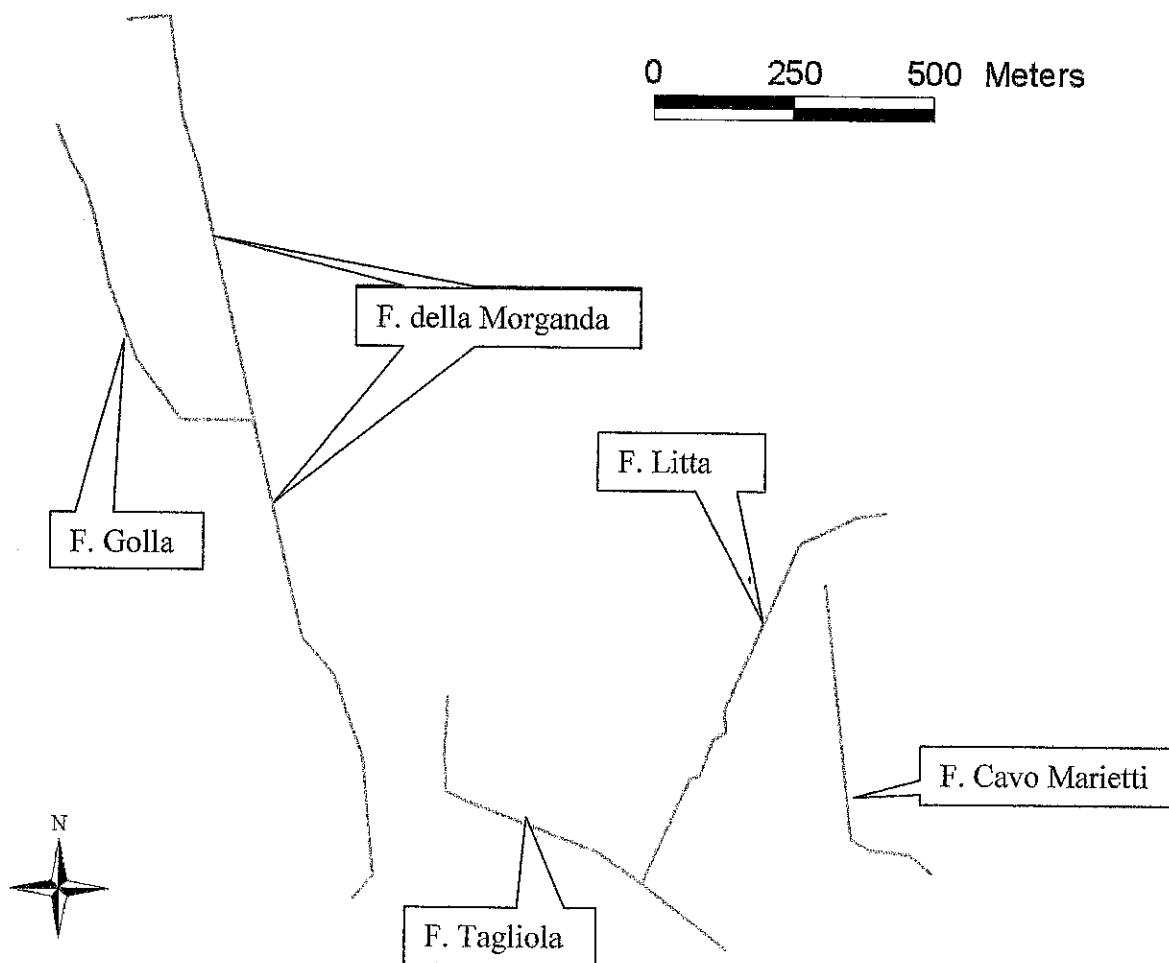 0 250 500 Meters
F. della Morganda
F. Litta
F. Golla
F. Cavo Marietti
N
F. Tagliola